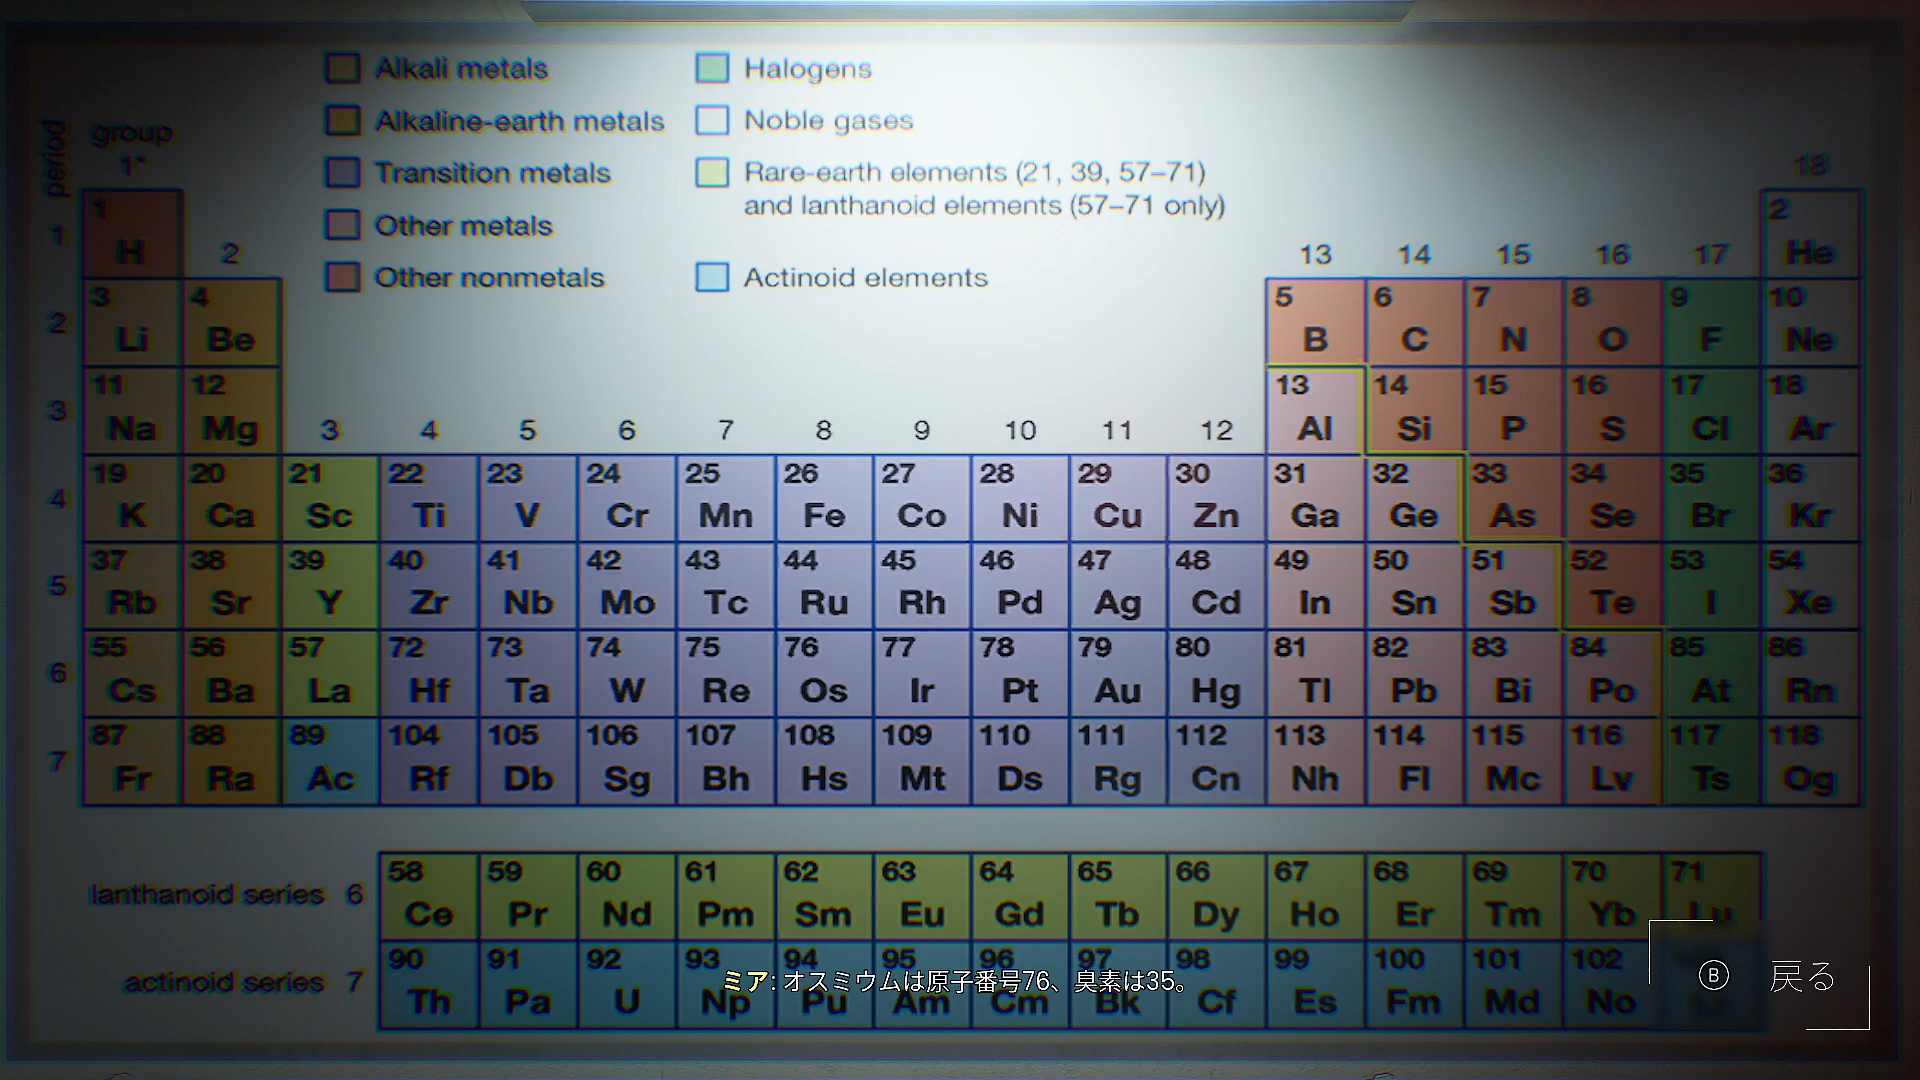 Alkali metals
Alkaline-earth metals
Transition metals
Other metals
Other nonmetals
Halogens
Noble gases
Rare-earth elements (21, 39, 57–71)
and lanthanoid elements (57–71 only)
Actinoid elements
period
group
1* 18
1 1 H 2 He
2 13 14 15 16 17
2 3 Li 4 Be 5 B 6 C 7 N 8 O 9 F 10 Ne
3 11 Na 12 Mg 13 Al 14 Si 15 P 16 S 17 Cl 18 Ar
3 4 5 6 7 8 9 10 11 12
4 19 K 20 Ca 21 Sc 22 Ti 23 V 24 Cr 25 Mn 26 Fe 27 Co 28 Ni 29 Cu 30 Zn 31 Ga 32 Ge 33 As 34 Se 35 Br 36 Kr
5 37 Rb 38 Sr 39 Y 40 Zr 41 Nb 42 Mo 43 Tc 44 Ru 45 Rh 46 Pd 47 Ag 48 Cd 49 In 50 Sn 51 Sb 52 Te 53 I 54 Xe
6 55 Cs 56 Ba 57 La 72 Hf 73 Ta 74 W 75 Re 76 Os 77 Ir 78 Pt 79 Au 80 Hg 81 Tl 82 Pb 83 Bi 84 Po 85 At 86 Rn
7 87 Fr 88 Ra 89 Ac 104 Rf 105 Db 106 Sg 107 Bh 108 Hs 109 Mt 110 Ds 111 Rg 112 Cn 113 Nh 114 Fl 115 Mc 116 Lv 117 Ts 118 Og
lanthanoid series 6 58 Ce 59 Pr 60 Nd 61 Pm 62 Sm 63 Eu 64 Gd 65 Tb 66 Dy 67 Ho 68 Er 69 Tm 70 Yb 71 Lu
actinoid series 7 90 Th 91 Pa 92 U 93 Np 94 Pu 95 Am 96 Cm 97 Bk 98 Cf 99 Es 100 Fm 101 Md 102 No
ミア: オスミウムは原子番号76、臭素は35。
B 戻る